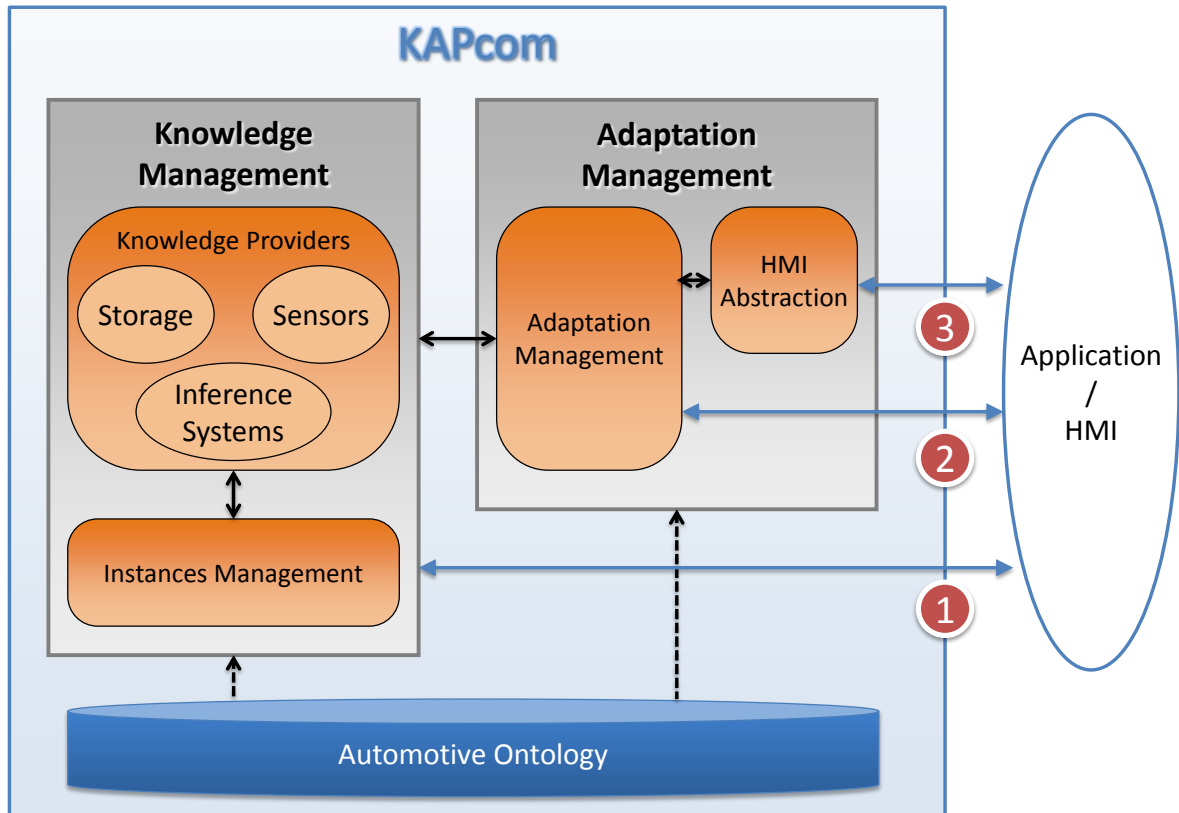 KAPcom
Knowledge
Management
Knowledge Providers
Storage
Sensors
Inference
Systems
Instances Management
Adaptation
Management
Adaptation
Management
HMI
Abstraction
3
2
1
Application
/
HMI
Automotive Ontology